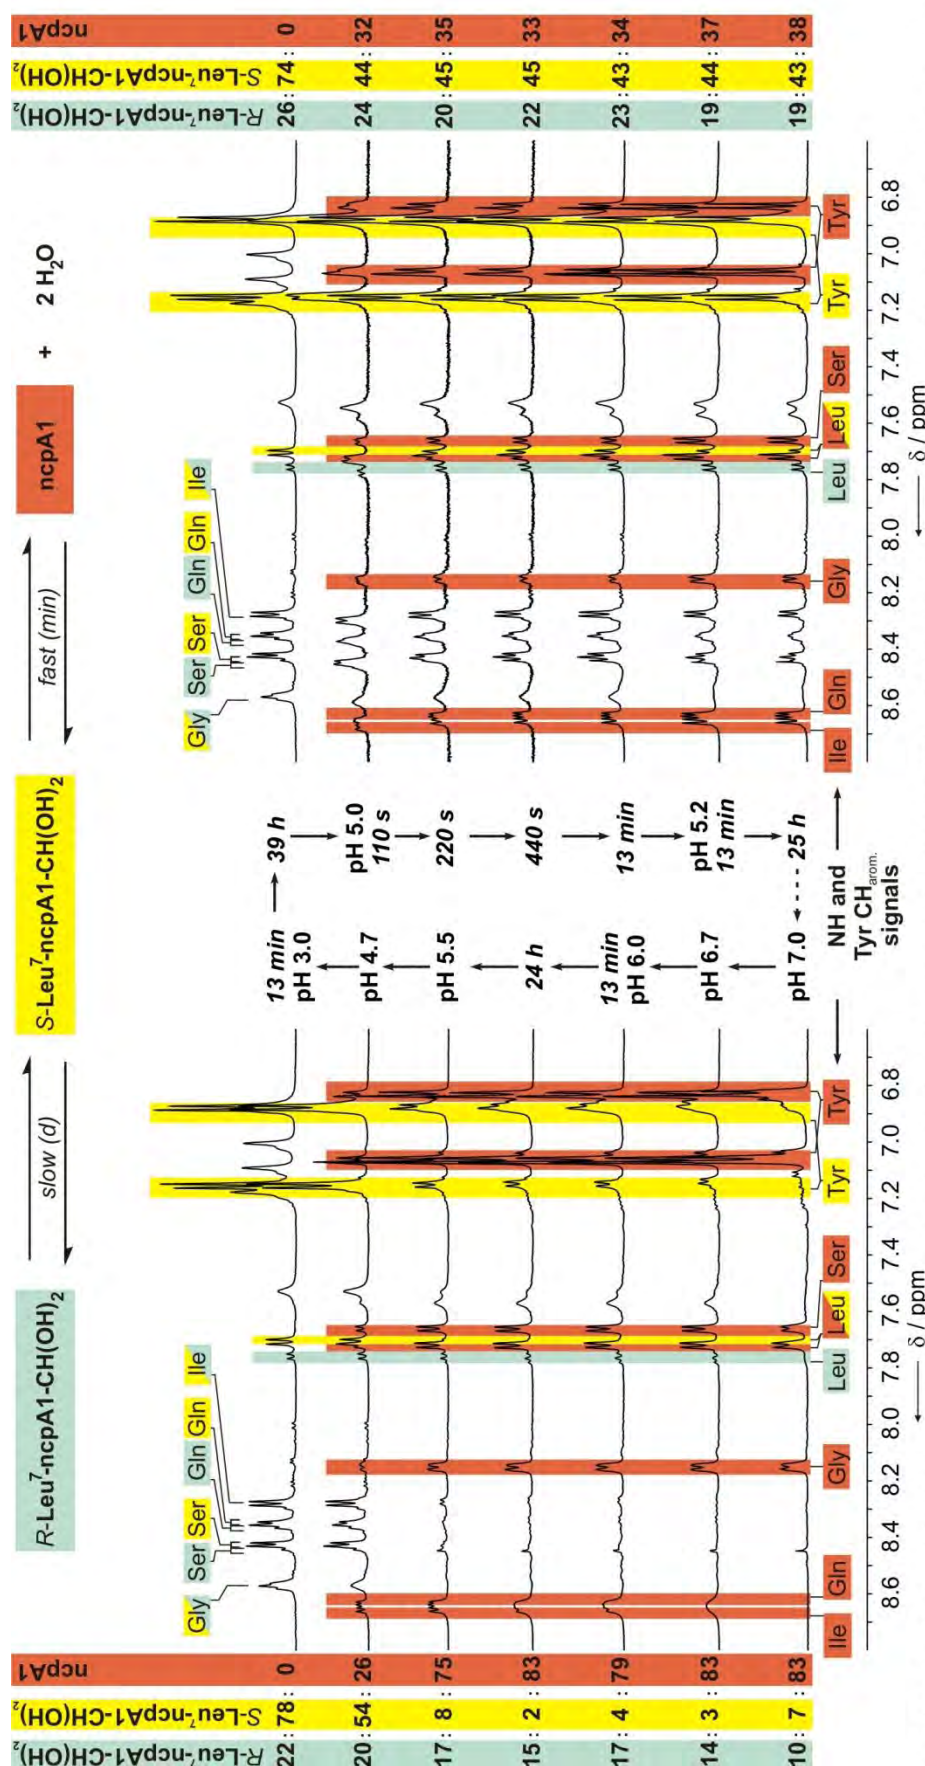 R-Leu⁷-ncpA1-CH(OH)₂
slow (d)
S-Leu⁷-ncpA1-CH(OH)₂
fast (min)
ncpA1 + 2 H₂O
R-Leu⁷-ncpA1-CH(OH)₂
S-Leu⁷-ncpA1-CH(OH)₂
ncpA1
22 : 78 : 0
20 : 54 : 26
17 : 8 : 75
15 : 2 : 83
17 : 4 : 79
14 : 3 : 83
10 : 7 : 83
Gly Ser Ser Gln Gln Ile
Ile Gln Gly Leu Leu Ser Tyr Tyr
8.6 8.4 8.2 8.0 7.8 7.6 7.4 7.2 7.0 6.8
δ / ppm
13 min
pH 3.0
pH 4.7
pH 5.5
24 h
13 min
pH 6.0
pH 6.7
pH 7.0
39 h
pH 5.0
110 s
220 s
440 s
13 min
pH 5.2
13 min
25 h
NH and
Tyr CHarom.
signals
Gly Ser Ser Gln Gln Ile
Ile Gln Gly Leu Leu Ser Tyr Tyr
8.6 8.4 8.2 8.0 7.8 7.6 7.4 7.2 7.0 6.8
δ / ppm
R-Leu⁷-ncpA1-CH(OH)₂
S-Leu⁷-ncpA1-CH(OH)₂
ncpA1
26 : 74 : 0
24 : 44 : 32
20 : 45 : 35
22 : 45 : 33
23 : 43 : 34
19 : 44 : 37
19 : 43 : 38